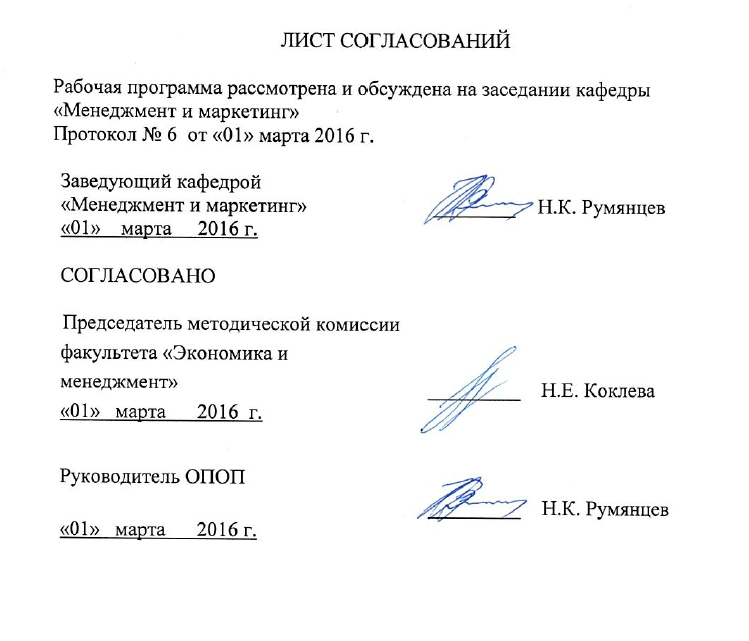 ЛИСТ СОГЛАСОВАНИЙ
Рабочая программа рассмотрена и обсуждена на заседании кафедры
«Менеджмент и маркетинг»
Протокол № 6 от «01» марта 2016 г.
Заведующий кафедрой
«Менеджмент и маркетинг» Н.К. Румянцев
«01» марта 2016 г.
СОГЛАСОВАНО
Председатель методической комиссии
факультета «Экономика и
менеджмент» Н.Е. Коклева
«01» марта 2016 г.
Руководитель ОПОП
Н.К. Румянцев
«01» марта 2016 г.